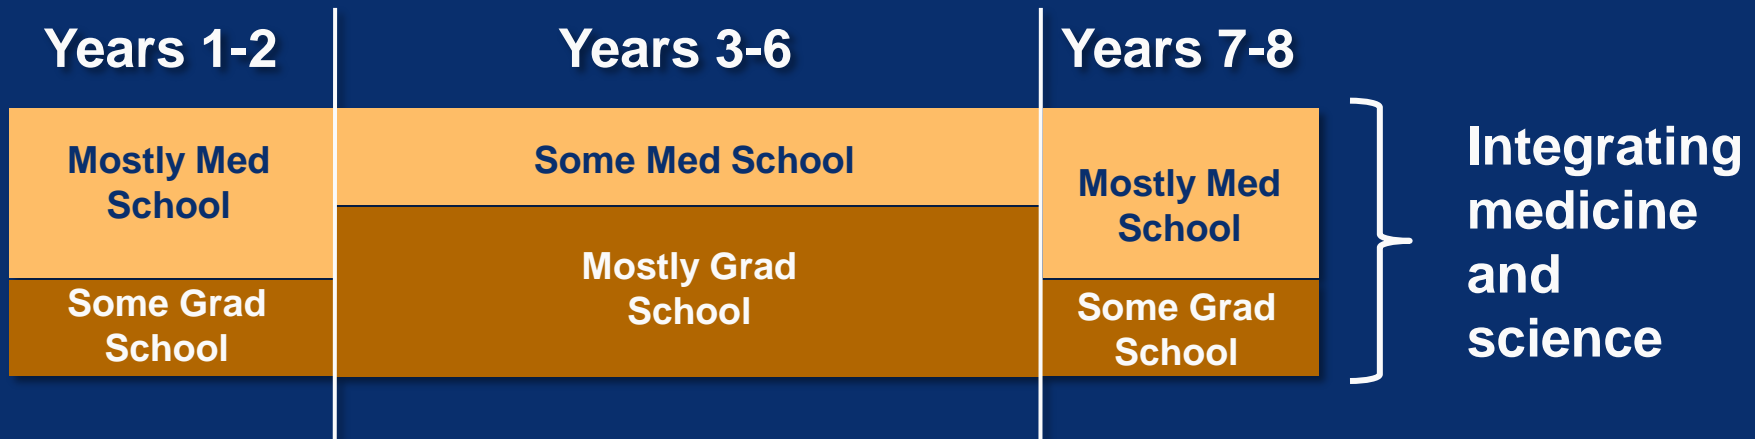 Years 1-2
Years 3-6
Years 7-8
Mostly Med
School
Some Grad
School
Some Med School
Mostly Grad
School
Mostly Med
School
Some Grad
School
Integrating
medicine
and
science